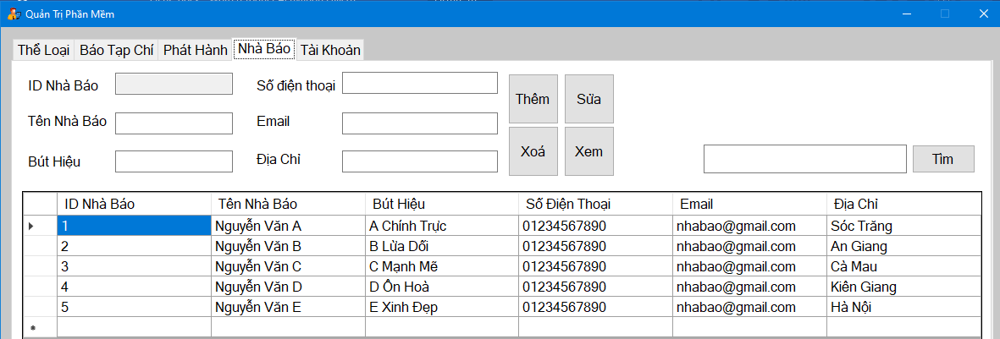 Quản Trị Phần Mềm
Thể Loại Báo Tạp Chí Phát Hành Nhà Báo Tài Khoản
ID Nhà Báo Số điện thoại
Thêm Sửa
Tên Nhà Báo Email
Xoá Xem
Bút Hiệu Địa Chỉ Tìm
ID Nhà Báo Tên Nhà Báo Bút Hiệu Số Điện Thoại Email Địa Chỉ
1 Nguyễn Văn A A Chính Trực 01234567890 nhabao@gmail.com Sóc Trăng
2 Nguyễn Văn B B Lừa Dối 01234567890 nhabao@gmail.com An Giang
3 Nguyễn Văn C C Mạnh Mẽ 01234567890 nhabao@gmail.com Cà Mau
4 Nguyễn Văn D D Ôn Hoà 01234567890 nhabao@gmail.com Kiên Giang
5 Nguyễn Văn E E Xinh Đẹp 01234567890 nhabao@gmail.com Hà Nội